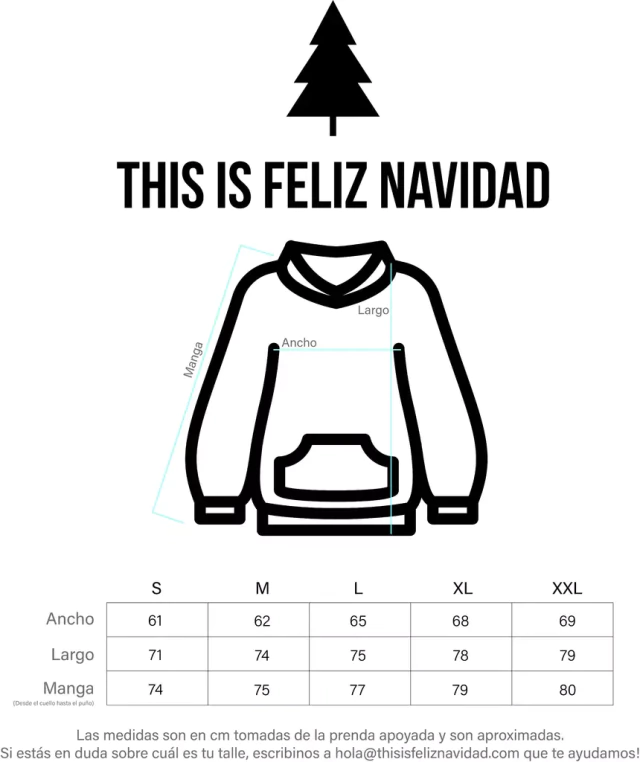 THIS IS FELIZ NAVIDAD
Largo
Ancho
Manga
S M L XL XXL
Ancho 61 62 65 68 69
Largo 71 74 75 78 79
Manga 74 75 77 79 80
(Desde el cuello hasta el puño)
Las medidas son en cm tomadas de la prenda apoyada y son aproximadas.
Si estás en duda sobre cuál es tu talle, escribinos a hola@thisisfeliznavidad.com que te ayudamos!